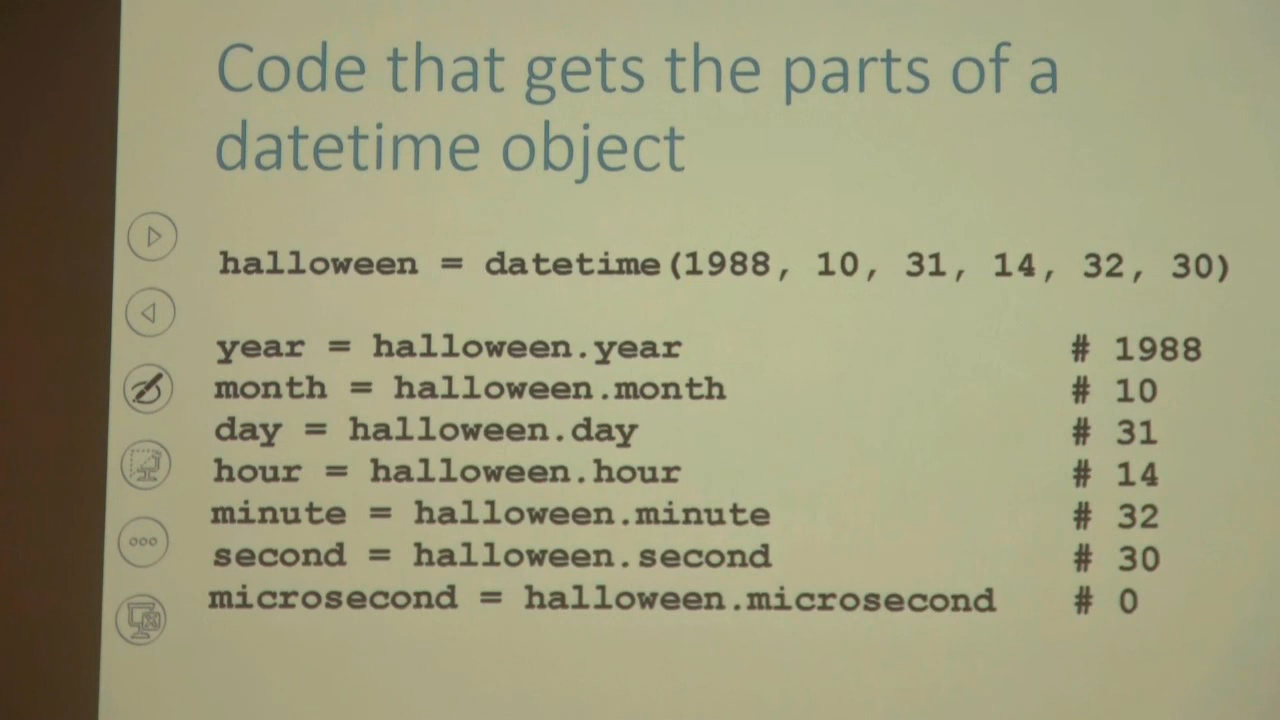 Code that gets the parts of a
datetime object
halloween = datetime(1988, 10, 31, 14, 32, 30)
year = halloween.year # 1988
month = halloween.month # 10
day = halloween.day # 31
hour = halloween.hour # 14
minute = halloween.minute # 32
second = halloween.second # 30
microsecond = halloween.microsecond # 0